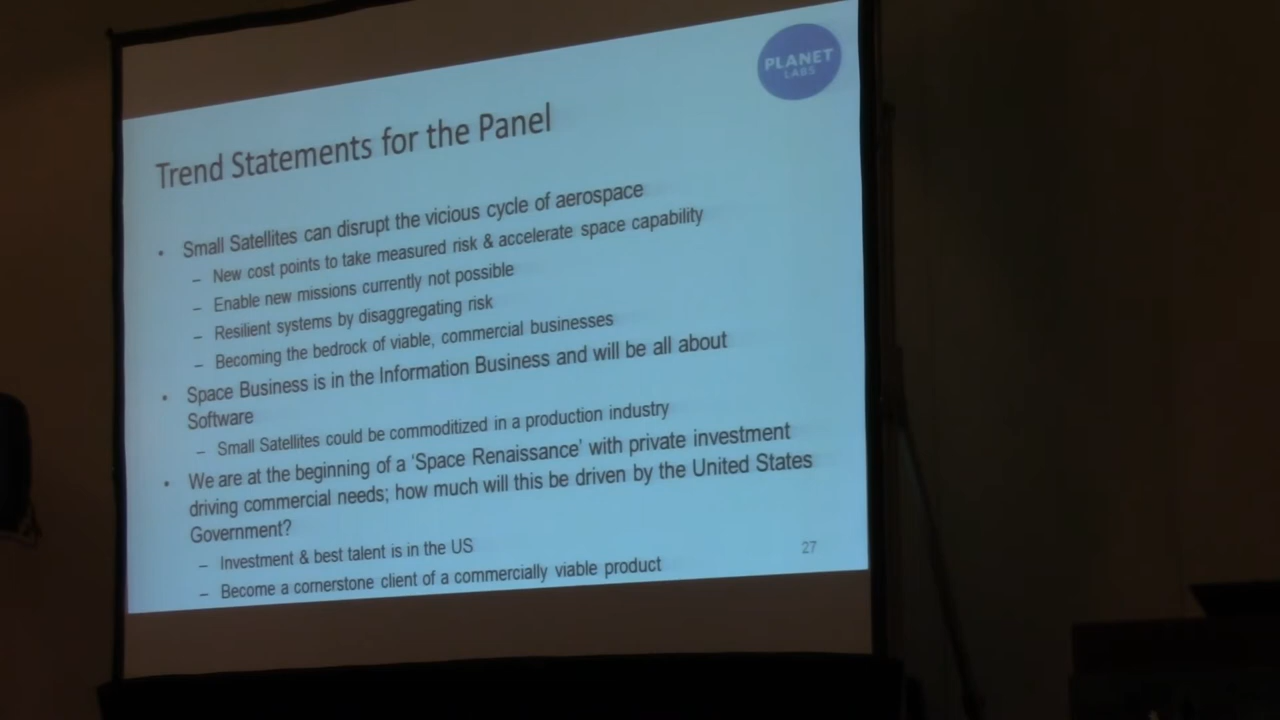 PLANET
LABS
Trend Statements for the Panel
• Small Satellites can disrupt the vicious cycle of aerospace
– New cost points to take measured risk & accelerate space capability
– Enable new missions currently not possible
– Resilient systems by disaggregating risk
– Becoming the bedrock of viable, commercial businesses
• Space Business is in the Information Business and will be all about
Software
– Small Satellites could be commoditized in a production industry
• We are at the beginning of a 'Space Renaissance' with private investment
driving commercial needs; how much will this be driven by the United States
Government?
– Investment & best talent is in the US
– Become a cornerstone client of a commercially viable product
27